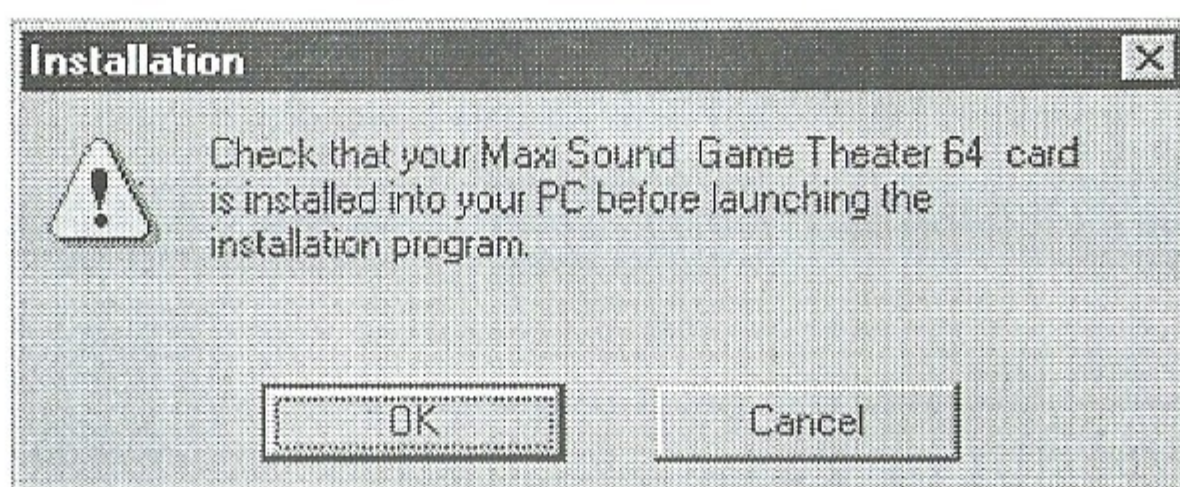 Installation
Check that your Maxi Sound Game Theater 64 card
is installed into your PC before launching the
installation program.
OK
Cancel